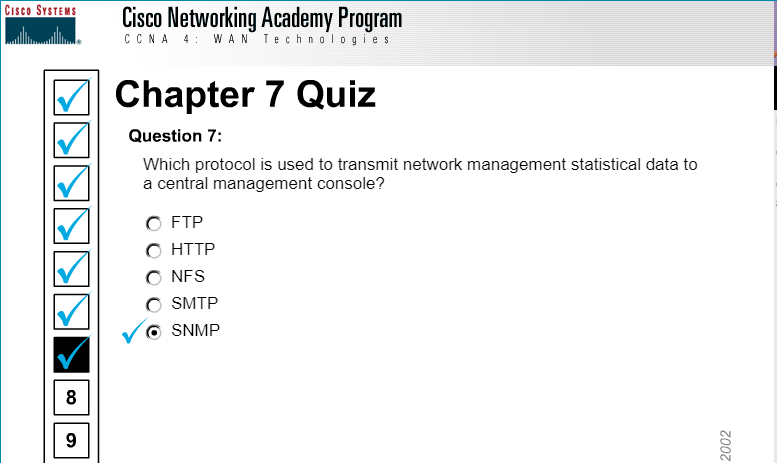 CISCO SYSTEMS
Cisco Networking Academy Program
CCNA 4: WAN Technologies
Chapter 7 Quiz
Question 7:
Which protocol is used to transmit network management statistical data to
a central management console?
FTP
HTTP
NFS
SMTP
SNMP
8
9
2002